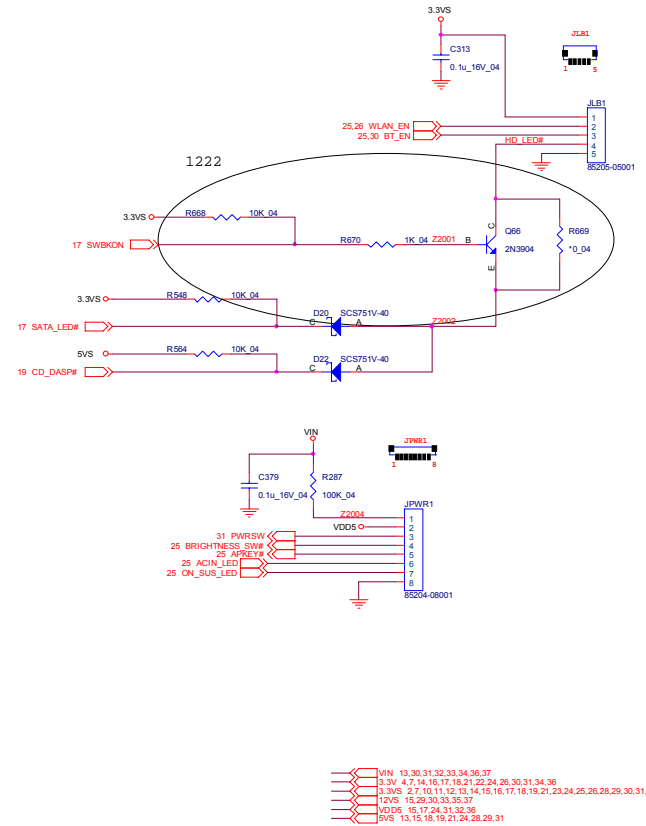 3.3VS
C313
0.1u_16V_04
JLB1
1 5
JLB1
25,26 WLAN_EN
25,30 BT_EN
HD_LED#
1
2
3
4
5
85205-05001
1222
3.3VS
R668
10K_04
17 SWBKON
R670
1K_04
Z2001
B
C
E
Q66
2N3904
R669
*0_04
3.3VS
R548
10K_04
17 SATA_LED#
D20
SCS751V-40
C
A
Z2002
5VS
R564
10K_04
19 CD_DASP#
D22
SCS751V-40
C
A
VIN
JPWR1
1 8
C379
0.1u_16V_04
R287
100K_04
JPWR1
Z2004
VDD5
31 PWRSW
25 BRIGHTNESS_SW#
25 APKEY#
25 ACIN_LED
25 ON_SUS_LED
1
2
3
4
5
6
7
8
85204-08001
VIN 13,30,31,32,33,34,36,37
3.3V 4,7,14,16,17,18,21,22,24,26,30,31,34,36
3.3VS 2,7,10,11,12,13,14,15,16,17,18,19,21,23,24,25,26,28,29,30,31,
12VS 15,29,30,33,35,37
VDD5 15,17,24,31,32,36
5VS 13,15,18,19,21,24,28,29,31